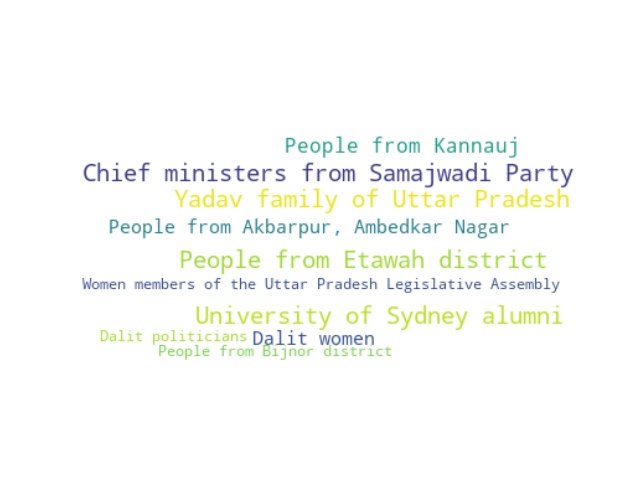 People from Kannauj
Chief ministers from Samajwadi Party
Yadav family of Uttar Pradesh
People from Akbarpur, Ambedkar Nagar
People from Etawah district
Women members of the Uttar Pradesh Legislative Assembly
University of Sydney alumni
Dalit politicians Dalit women
People from Bijnor district